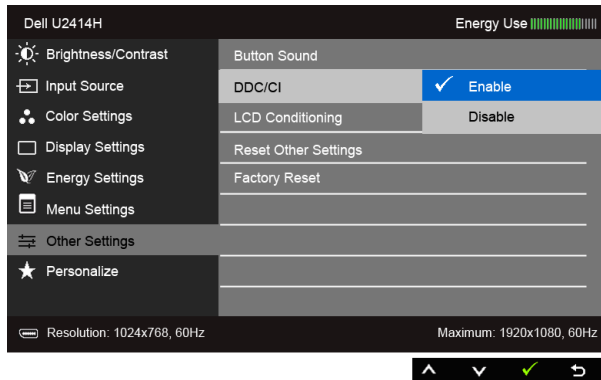 Dell U2414H Energy Use
Brightness/Contrast Button Sound
Input Source DDC/CI Enable
Color Settings LCD Conditioning Disable
Display Settings Reset Other Settings
Energy Settings Factory Reset
Menu Settings
Other Settings
Personalize
Resolution: 1024x768, 60Hz Maximum: 1920x1080, 60Hz